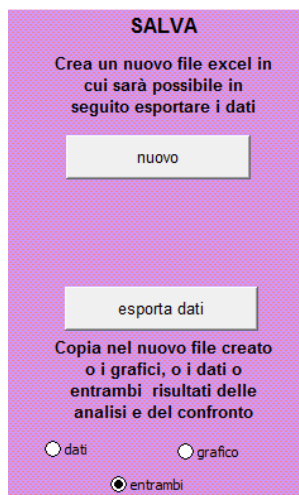 SALVA
Crea un nuovo file excel in
cui sarà possibile in
seguito esportare i dati
nuovo
esporta dati
Copia nel nuovo file creato
o i grafici, o i dati o
entrambi risultati delle
analisi e del confronto
dati
grafico
entrambi